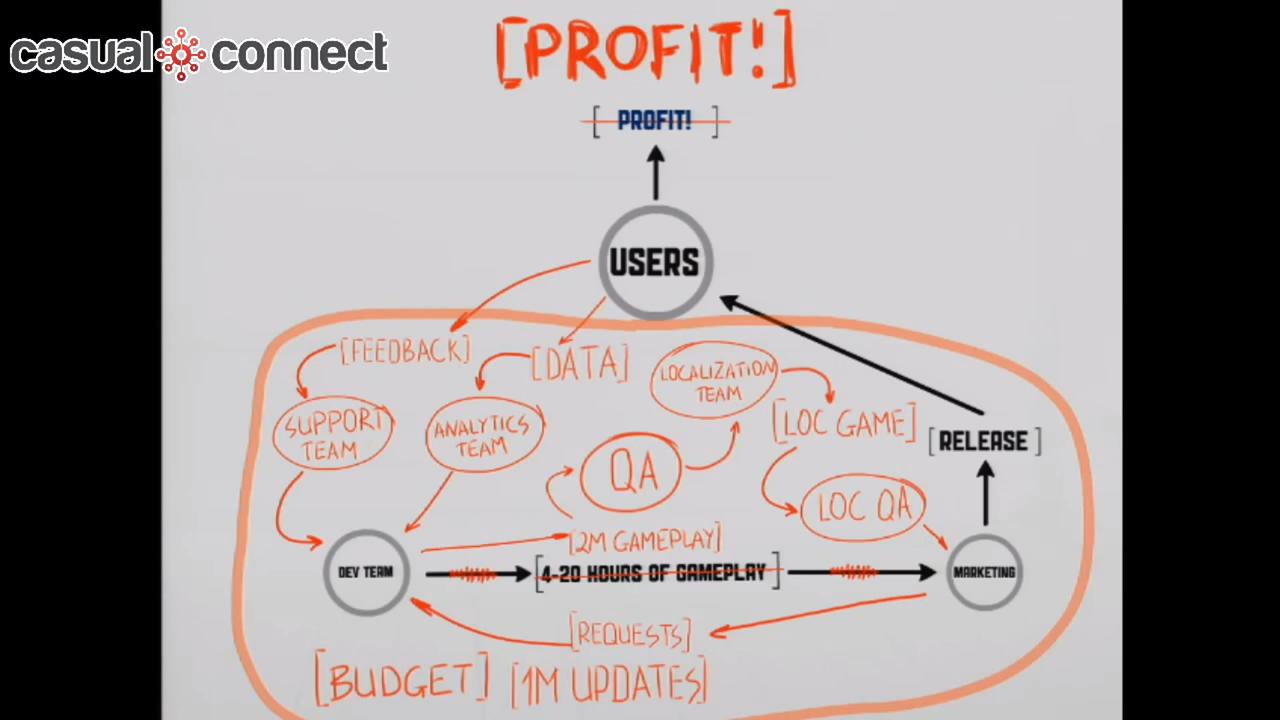 casual connect
[PROFIT!]
[PROFIT!]
USERS
[FEEDBACK]
[DATA]
LOCALIZATION
TEAM
SUPPORT
TEAM
ANALYTICS
TEAM
[LOC GAME]
[RELEASE]
QA
LOC QA
[2M GAMEPLAY]
DEV TEAM
[4-20 HOURS OF GAMEPLAY]
MARKETING
[REQUESTS]
[BUDGET] [1M UPDATES]